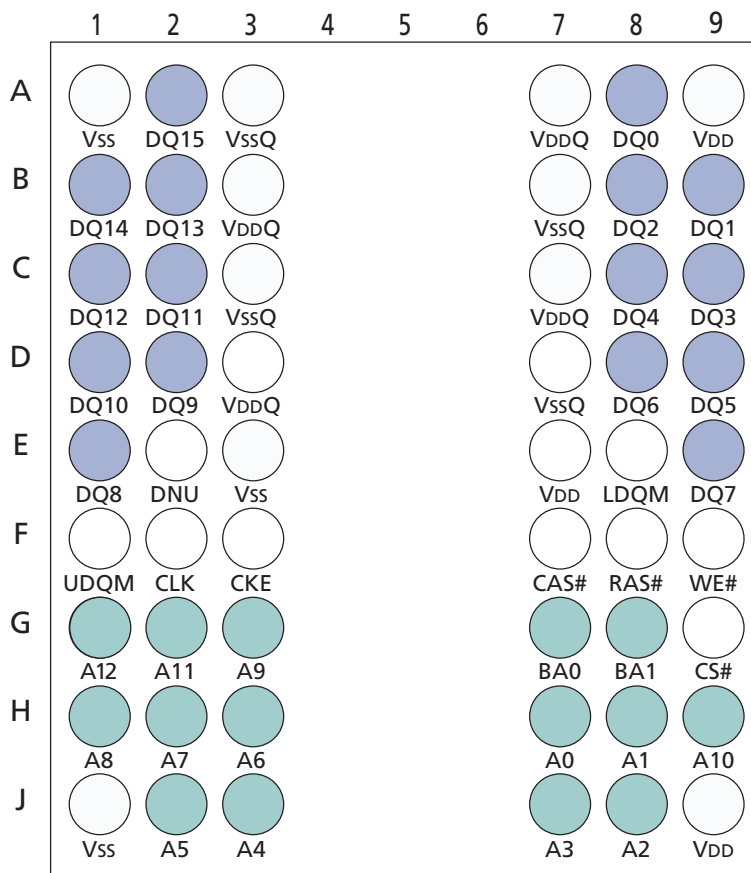 1 2 3 4 5 6 7 8 9
A
Vss DQ15 VssQ VDDQ DQ0 VDD
B
DQ14 DQ13 VDDQ VssQ DQ2 DQ1
C
DQ12 DQ11 VssQ VDDQ DQ4 DQ3
D
DQ10 DQ9 VDDQ VssQ DQ6 DQ5
E
DQ8 DNU Vss VDD LDQM DQ7
F
UDQM CLK CKE CAS# RAS# WE#
G
A12 A11 A9 BA0 BA1 CS#
H
A8 A7 A6 A0 A1 A10
J
Vss A5 A4 A3 A2 VDD